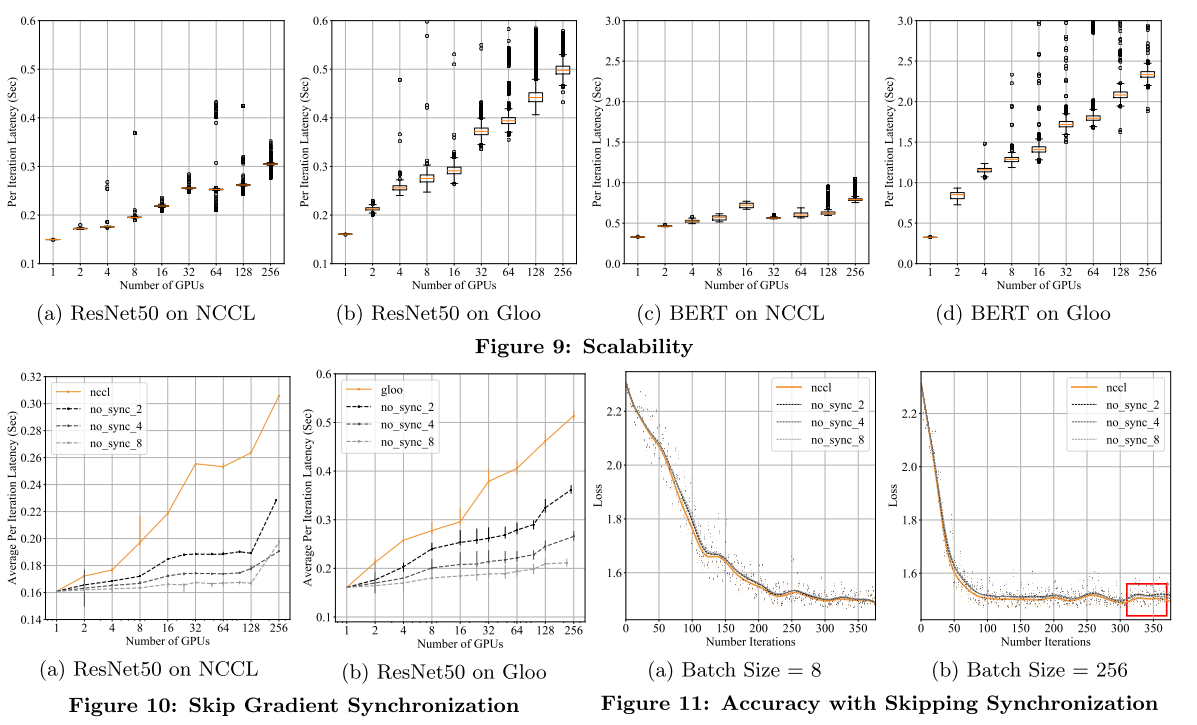 0.6
0.5
0.4
0.3
0.2
0.1
Per Iteration Latency (Sec)
1 2 4 8 16 32 64 128 256
Number of GPUs
(a) ResNet50 on NCCL
0.6
0.5
0.4
0.3
0.2
0.1
Per Iteration Latency (Sec)
1 2 4 8 16 32 64 128 256
Number of GPUs
(b) ResNet50 on Gloo
3.0
2.5
2.0
1.5
1.0
0.5
0.0
Per Iteration Latency (Sec)
1 2 4 8 16 32 64 128 256
Number of GPUs
(c) BERT on NCCL
3.0
2.5
2.0
1.5
1.0
0.5
0.0
Per Iteration Latency (Sec)
1 2 4 8 16 32 64 128 256
Number of GPUs
(d) BERT on Gloo
Figure 9: Scalability
0.32
0.30
0.28
0.26
0.24
0.22
0.20
0.18
0.16
0.14
Average Per Iteration Latency (Sec)
nccl
no_sync_2
no_sync_4
no_sync_8
1 2 4 8 16 32 64 128 256
Number of GPUs
(a) ResNet50 on NCCL
0.6
0.5
0.4
0.3
0.2
0.1
Average Per Iteration Latency (Sec)
gloo
no_sync_2
no_sync_4
no_sync_8
1 2 4 8 16 32 64 128 256
Number of GPUs
(b) ResNet50 on Gloo
Figure 10: Skip Gradient Synchronization
2.2
2.0
1.8
1.6
Loss
nccl
no_sync_2
no_sync_4
no_sync_8
0 50 100 150 200 250 300 350
Number Iterations
(a) Batch Size = 8
2.2
2.0
1.8
1.6
Loss
nccl
no_sync_2
no_sync_4
no_sync_8
0 50 100 150 200 250 300 350
Number Iterations
(b) Batch Size = 256
Figure 11: Accuracy with Skipping Synchronization